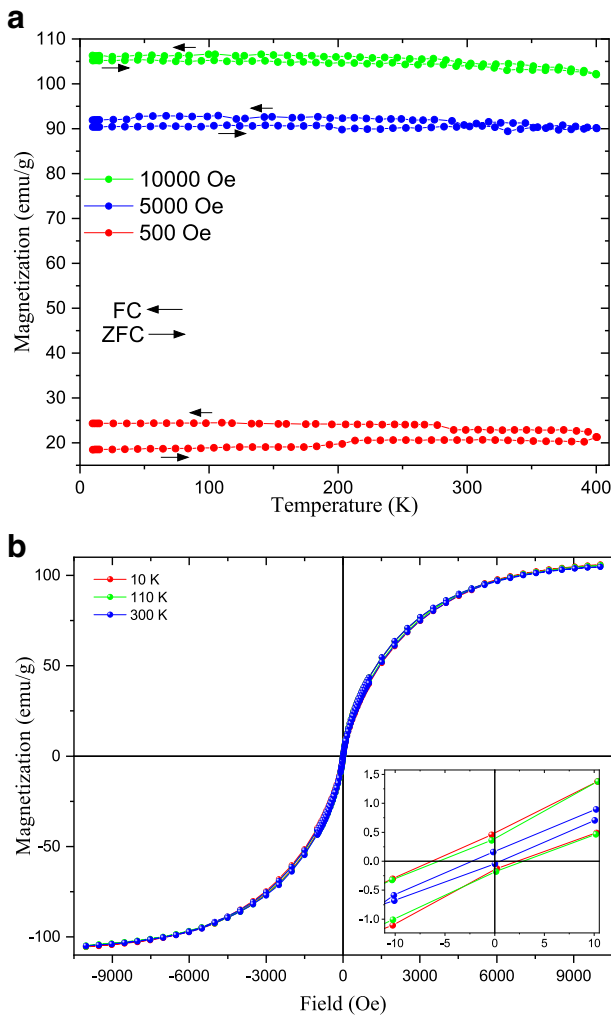 a
110
100
90
80
70
60
50
40
30
20
Magnetization (emu/g)
10000 Oe
5000 Oe
500 Oe
FC
ZFC
0 100 200 300 400
Temperature (K)
b
100
50
0
-50
-100
Magnetization (emu/g)
10 K
110 K
300 K
1.5
1.0
0.5
0.0
-0.5
-1.0
-10 -5 0 5 10
-9000 -6000 -3000 0 3000 6000 9000
Field (Oe)